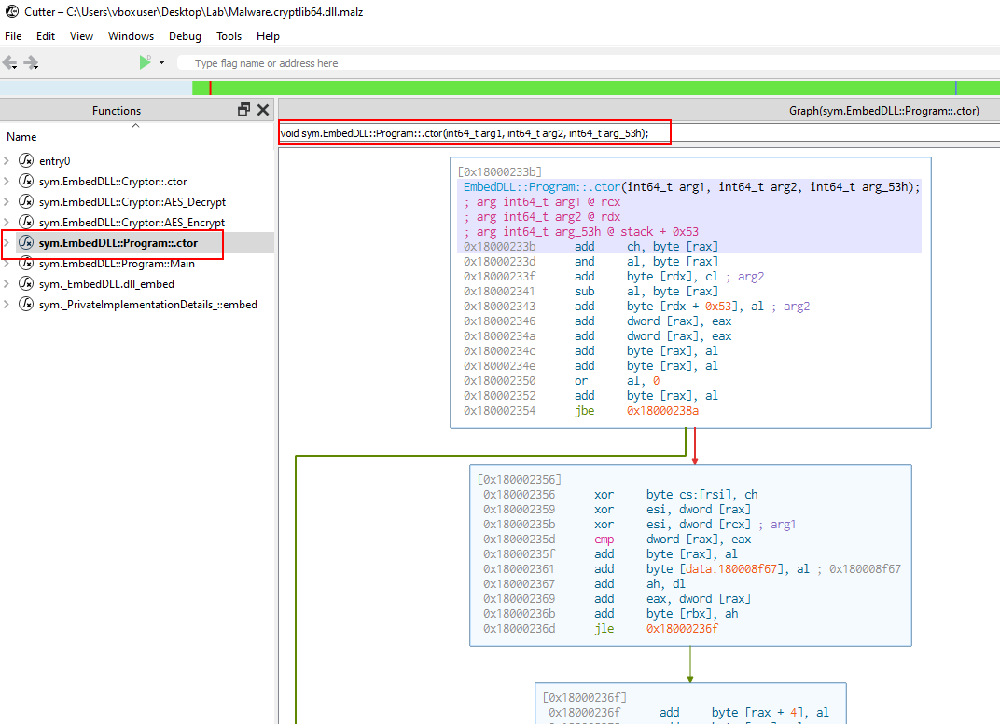 Cutter – C:\Users\vboxuser\Desktop\Lab\Malware.cryptlib64.dll.malz
File Edit View Windows Debug Tools Help
Type flag name or address here
Functions
Graph(sym.EmbedDLL::Program::.ctor)
Name
void sym.EmbedDLL::Program::.ctor(int64_t arg1, int64_t arg2, int64_t arg_53h);
entry0
sym.EmbedDLL::Cryptor::.ctor
sym.EmbedDLL::Cryptor::AES_Decrypt
sym.EmbedDLL::Cryptor::AES_Encrypt
sym.EmbedDLL::Program::.ctor
sym.EmbedDLL::Program::Main
sym._EmbedDLL.dll_embed
sym._PrivateImplementationDetails_::embed
[0x18000233b]
EmbedDLL::Program::.ctor(int64_t arg1, int64_t arg2, int64_t arg_53h);
; arg int64_t arg1 @ rcx
; arg int64_t arg2 @ rdx
; arg int64_t arg_53h @ stack + 0x53
0x18000233b add ch, byte [rax]
0x18000233d and al, byte [rax]
0x18000233f add byte [rdx], cl ; arg2
0x180002341 sub al, byte [rax]
0x180002343 add byte [rdx + 0x53], al ; arg2
0x180002346 add dword [rax], eax
0x18000234a add dword [rax], eax
0x18000234c add byte [rax], al
0x18000234e add byte [rax], al
0x180002350 or al, 0
0x180002352 add byte [rax], al
0x180002354 jbe 0x18000238a
[0x180002356]
0x180002356 xor byte cs:[rsi], ch
0x180002359 xor esi, dword [rax]
0x18000235b xor esi, dword [rcx] ; arg1
0x18000235d cmp dword [rax], eax
0x18000235f add byte [rax], al
0x180002361 add byte [data.180008f67], al ; 0x180008f67
0x180002367 add ah, dl
0x180002369 add eax, dword [rax]
0x18000236b add byte [rbx], ah
0x18000236d jle 0x18000236f
[0x18000236f]
0x18000236f add byte [rax + 4], al